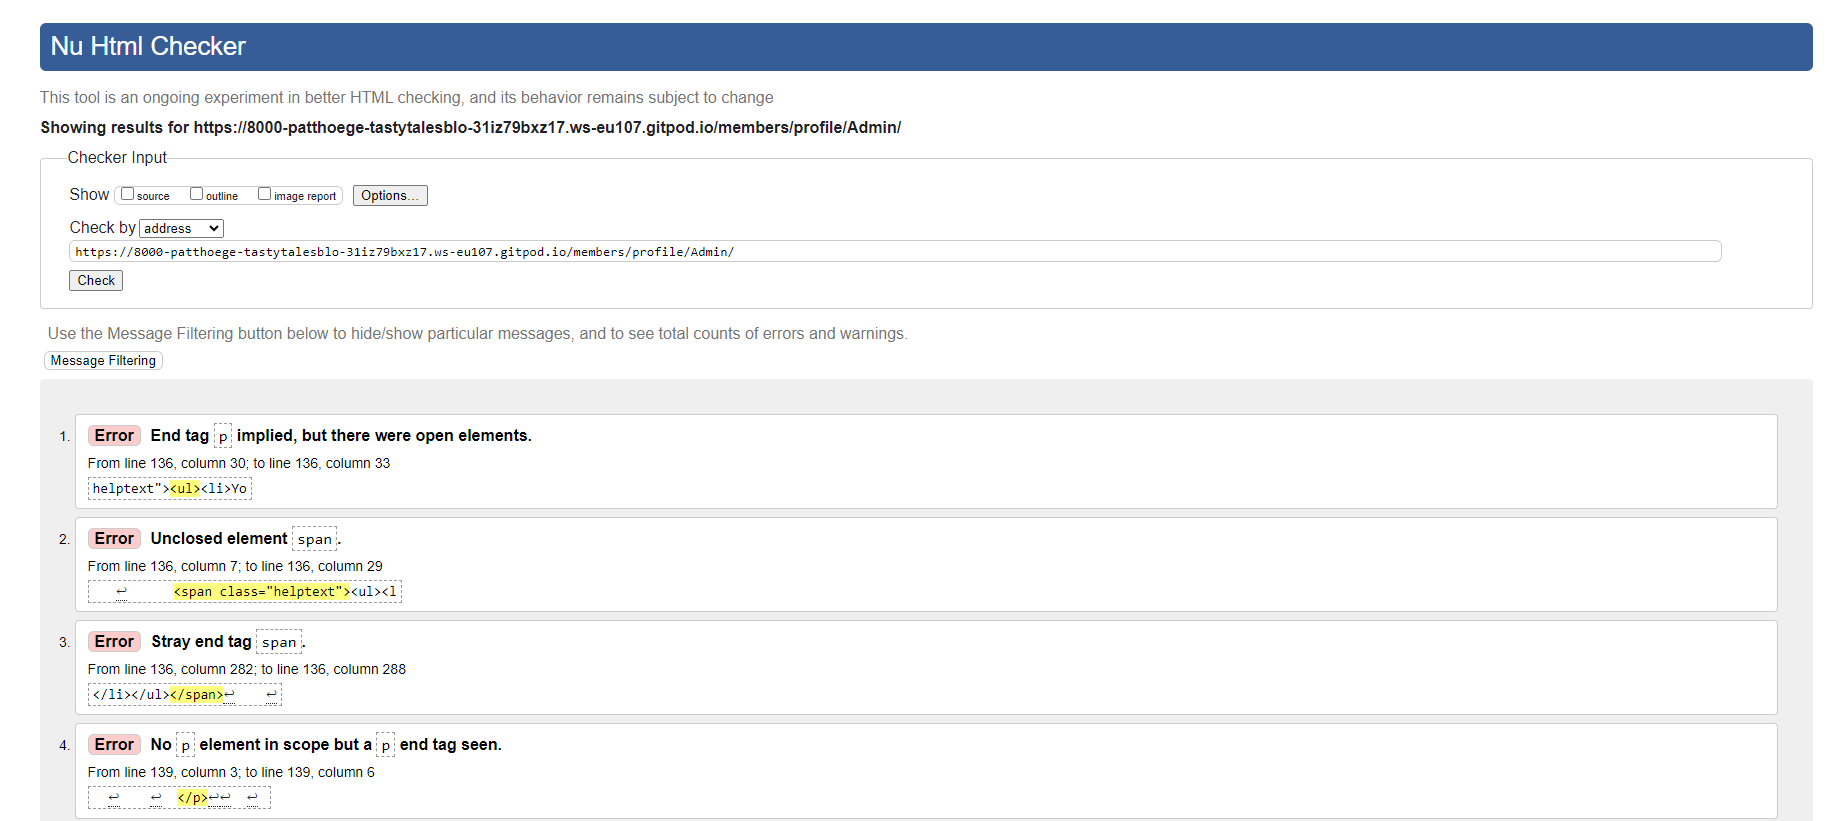 Nu Html Checker
This tool is an ongoing experiment in better HTML checking, and its behavior remains subject to change
Showing results for https://8000-patthoege-tastytalesblo-31iz79bxz17.ws-eu107.gitpod.io/members/profile/Admin/
Checker Input
Show source outline image report Options...
Check by address
https://8000-patthoege-tastytalesblo-31iz79bxz17.ws-eu107.gitpod.io/members/profile/Admin/
Check
Use the Message Filtering button below to hide/show particular messages, and to see total counts of errors and warnings.
Message Filtering
1. Error End tag p implied, but there were open elements.
From line 136, column 30; to line 136, column 33
helptext"><ul><li>Yo
2. Error Unclosed element span.
From line 136, column 7; to line 136, column 29
↩ <span class="helptext"><ul><l
3. Error Stray end tag span.
From line 136, column 282; to line 136, column 288
</li></ul></span>↩ ↩
4. Error No p element in scope but a p end tag seen.
From line 139, column 3; to line 139, column 6
↩ ↩ </p>↩↩ ↩